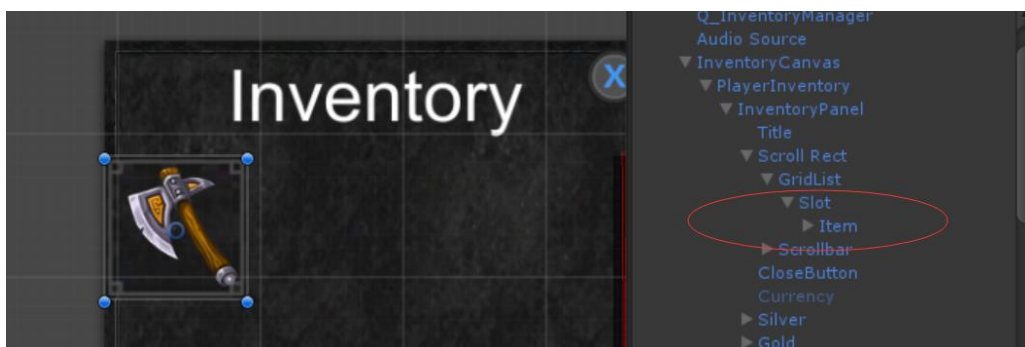 Inventory
X
Q_InventoryManager
Audio Source
InventoryCanvas
PlayerInventory
InventoryPanel
Title
Scroll Rect
GridList
Slot
Item
Scrollbar
CloseButton
Currency
Silver
Gold